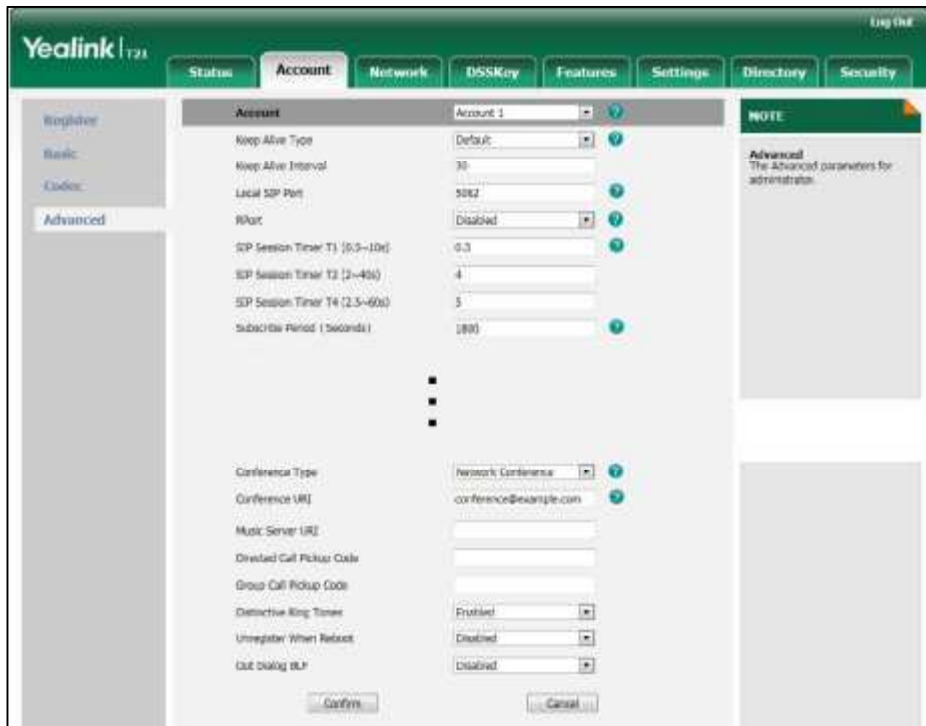 Log Out
Yealink T21
Status Account Network DSSKey Features Settings Directory Security
Register
Basic
Codec
Advanced
Account Account 1
Keep Alive Type Default
Keep Alive Interval 30
Local SIP Port 5062
RPort Disabled
SIP Session Timer T1 (0.5~10s) 0.5
SIP Session Timer T2 (2~40s) 4
SIP Session Timer T4 (2.5~60s) 5
Subscribe Period (Seconds) 1800
Conference Type Network Conference
Conference URI conference@example.com
Music Server URI
Directed Call Pickup Code
Group Call Pickup Code
Distinctive Ring Tones Enabled
Unregister When Reboot Disabled
Out Dialog BLF Disabled
Confirm Cancel
NOTE
Advanced
The Advanced parameters for
administrator.